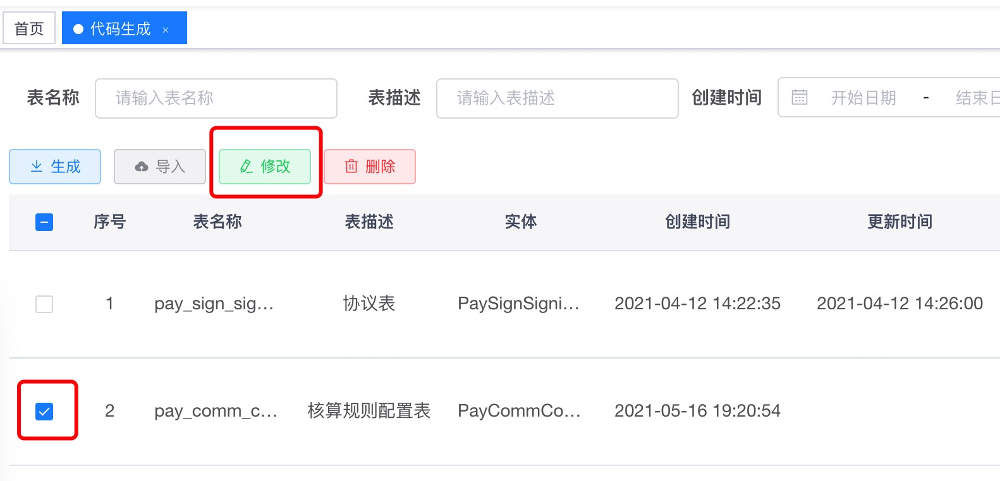 首页 代码生成 ×
表名称 请输入表名称 表描述 请输入表描述 创建时间 开始日期 - 结束日
生成 导入 修改 删除
序号 表名称 表描述 实体 创建时间 更新时间
1 pay_sign_sig... 协议表 PaySignSigni... 2021-04-12 14:22:35 2021-04-12 14:26:00
2 pay_comm_c... 核算规则配置表 PayCommCo... 2021-05-16 19:20:54